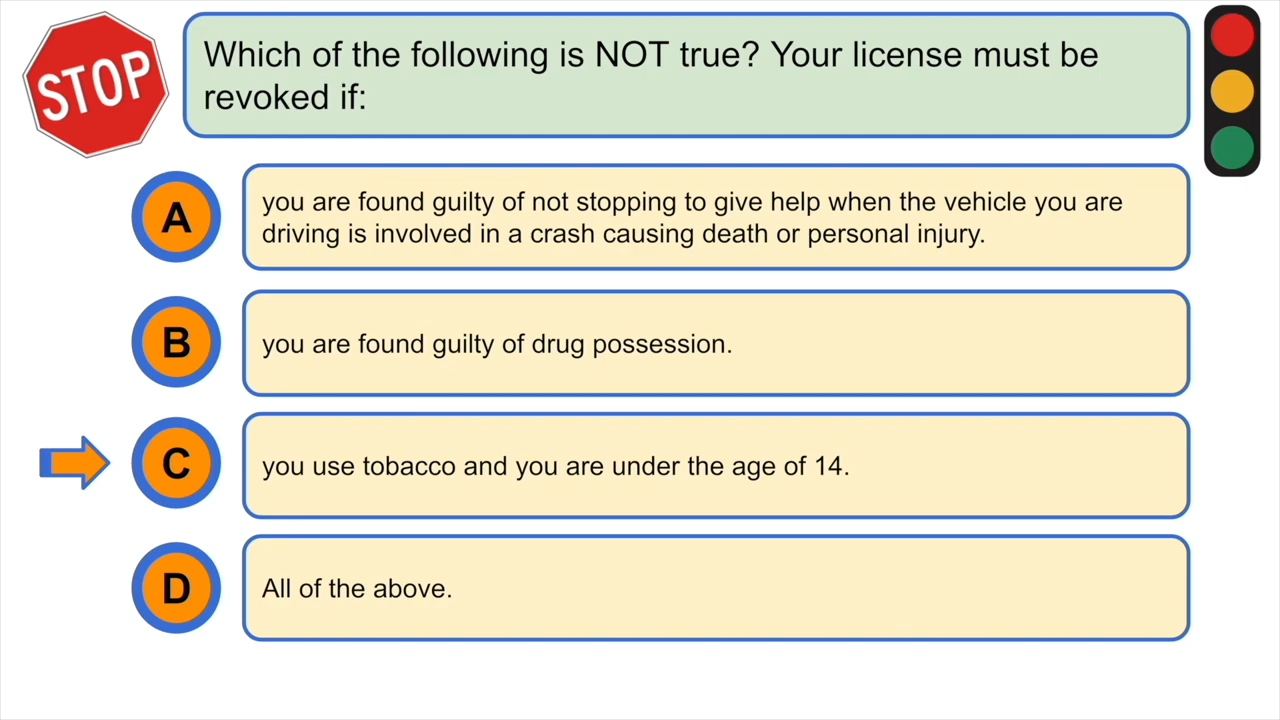 STOP
Which of the following is NOT true? Your license must be
revoked if:
A
you are found guilty of not stopping to give help when the vehicle you are
driving is involved in a crash causing death or personal injury.
B
you are found guilty of drug possession.
C
you use tobacco and you are under the age of 14.
D
All of the above.